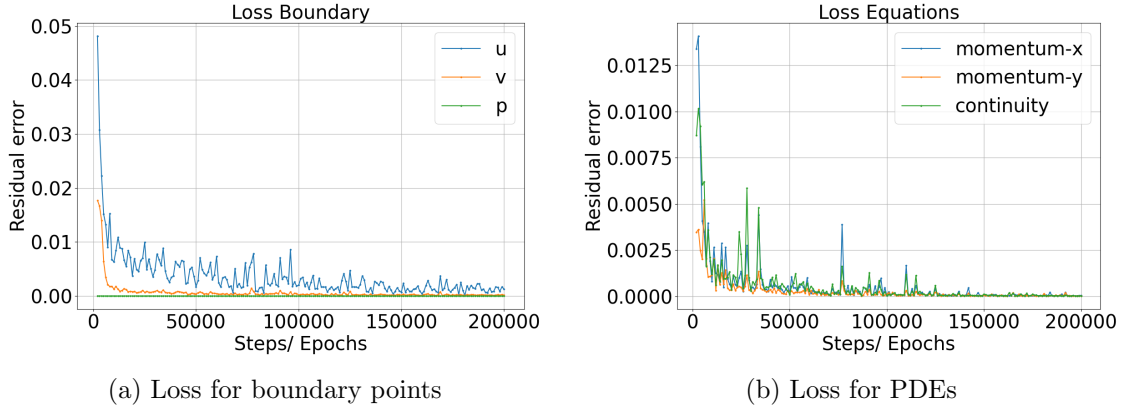 Loss Boundary
0.05
0.04
0.03
0.02
0.01
0.00
Residual error
u
v
p
0 50000 100000 150000 200000
Steps/ Epochs
(a) Loss for boundary points
Loss Equations
0.0125
0.0100
0.0075
0.0050
0.0025
0.0000
Residual error
momentum-x
momentum-y
continuity
0 50000 100000 150000 200000
Steps/ Epochs
(b) Loss for PDEs